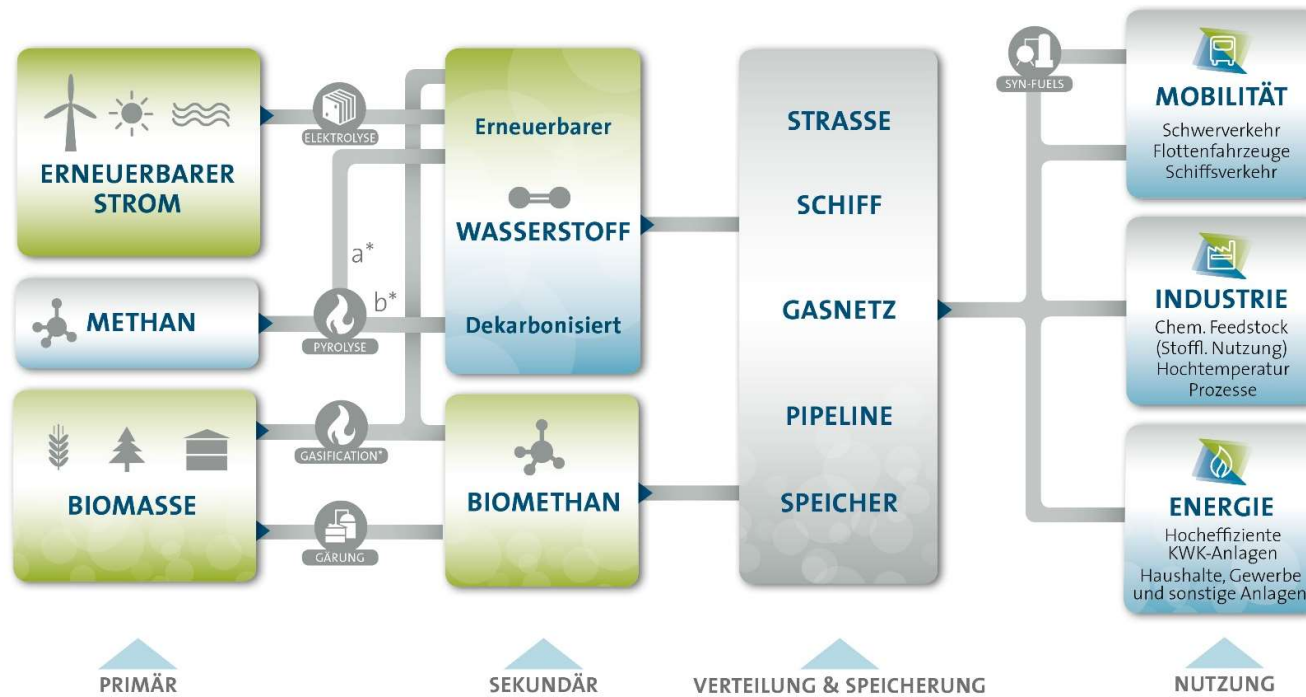 ERNEUERBARER
STROM
METHAN
BIOMASSE
ELEKTROLYSE
a*
b*
PYROLYSE
GASIFICATION*
GÄRUNG
Erneuerbarer
WASSERSTOFF
Dekarbonisiert
BIOMETHAN
STRASSE
SCHIFF
GASNETZ
PIPELINE
SPEICHER
SYN-FUELS
MOBILITÄT
Schwerverkehr
Flottenfahrzeuge
Schiffsverkehr
INDUSTRIE
Chem. Feedstock
(Stoffl. Nutzung)
Hochtemperatur
Prozesse
ENERGIE
Hocheffiziente
KWK-Anlagen
Haushalte, Gewerbe
und sonstige Anlagen
PRIMÄR
SEKUNDÄR
VERTEILUNG & SPEICHERUNG
NUTZUNG